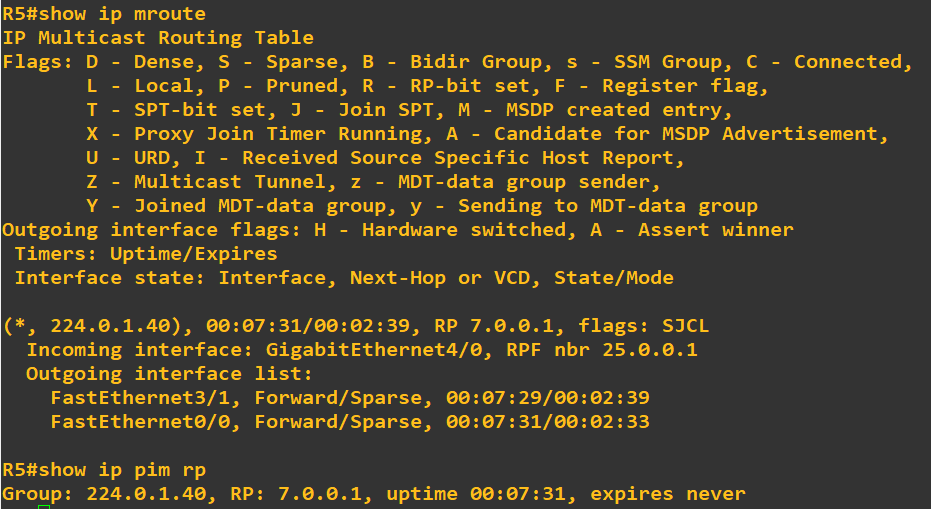 R5#show ip mroute
IP Multicast Routing Table
Flags: D - Dense, S - Sparse, B - Bidir Group, s - SSM Group, C - Connected,
       L - Local, P - Pruned, R - RP-bit set, F - Register flag,
       T - SPT-bit set, J - Join SPT, M - MSDP created entry,
       X - Proxy Join Timer Running, A - Candidate for MSDP Advertisement,
       U - URD, I - Received Source Specific Host Report,
       Z - Multicast Tunnel, z - MDT-data group sender,
       Y - Joined MDT-data group, y - Sending to MDT-data group
Outgoing interface flags: H - Hardware switched, A - Assert winner
 Timers: Uptime/Expires
 Interface state: Interface, Next-Hop or VCD, State/Mode

(*, 224.0.1.40), 00:07:31/00:02:39, RP 7.0.0.1, flags: SJCL
  Incoming interface: GigabitEthernet4/0, RPF nbr 25.0.0.1
  Outgoing interface list:
    FastEthernet3/1, Forward/Sparse, 00:07:29/00:02:39
    FastEthernet0/0, Forward/Sparse, 00:07:31/00:02:33

R5#show ip pim rp
Group: 224.0.1.40, RP: 7.0.0.1, uptime 00:07:31, expires never